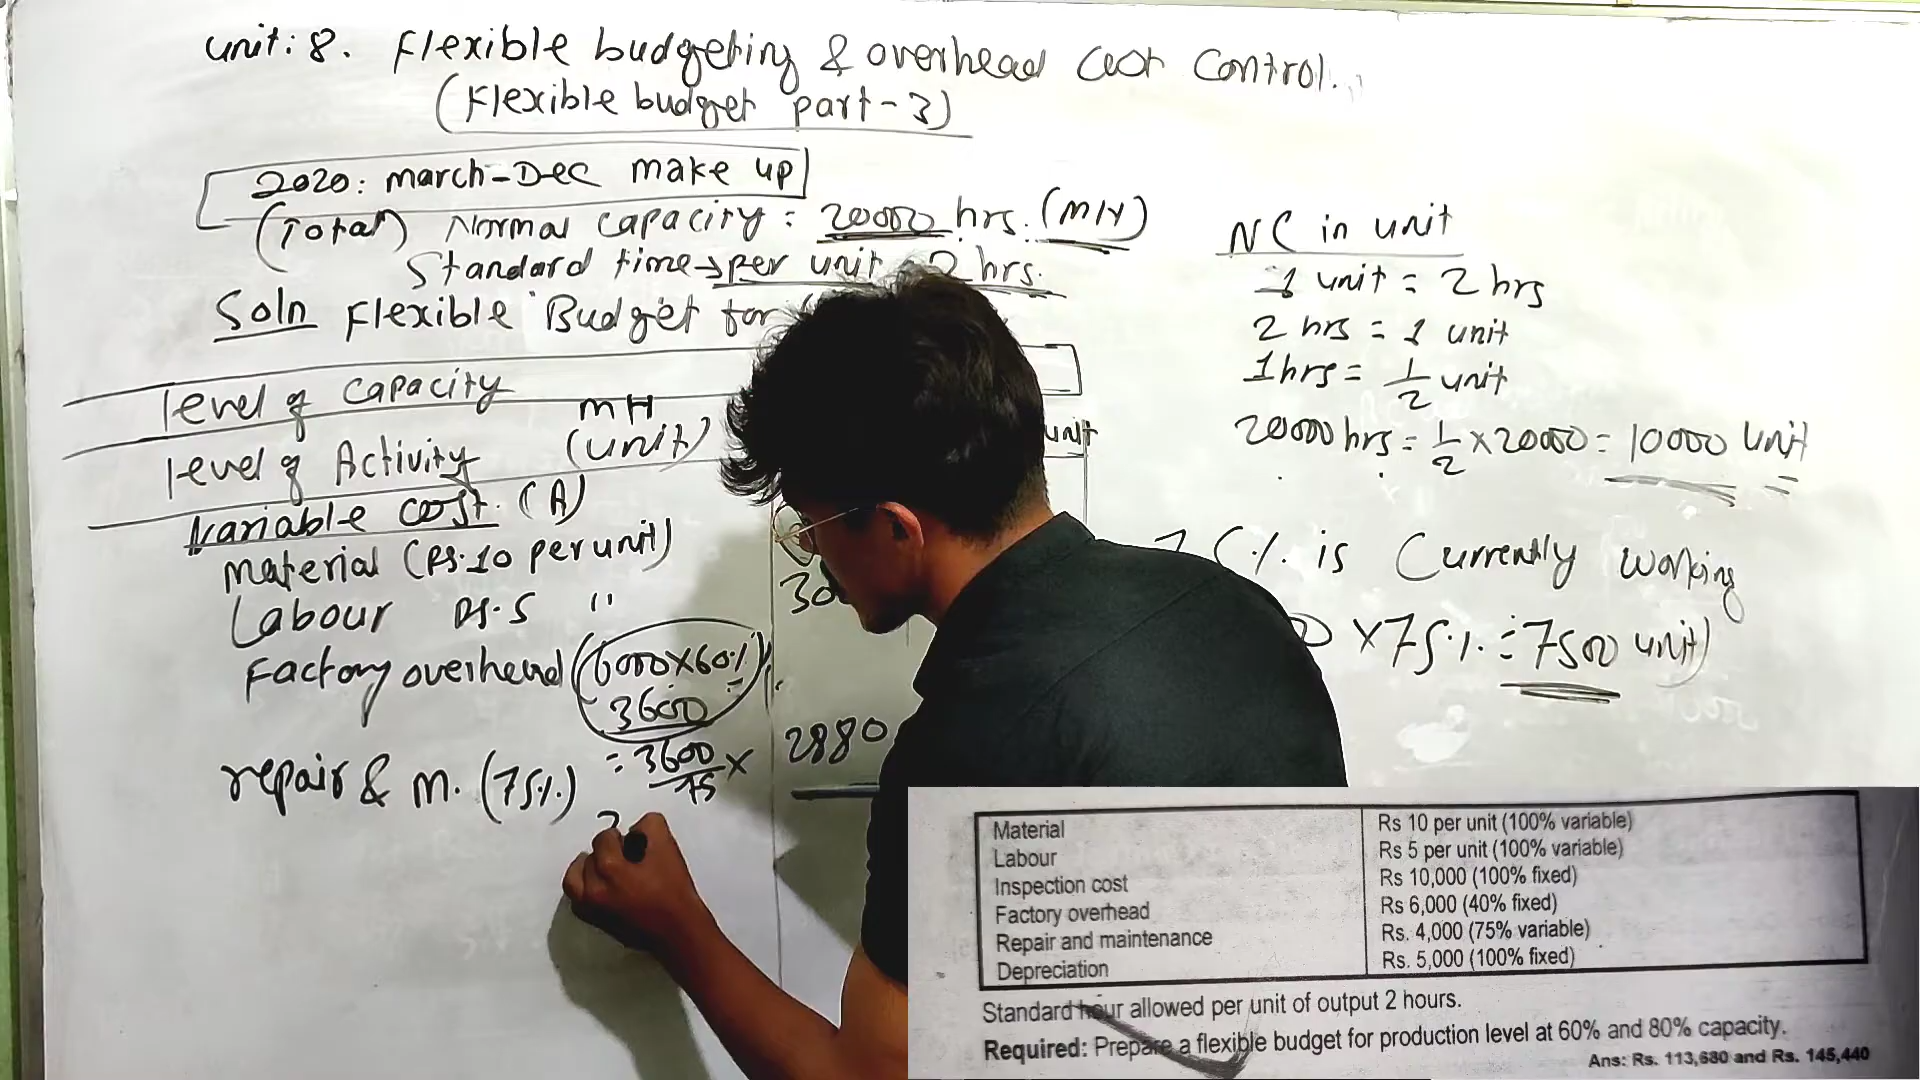 unit: 8. Flexible budgeting & overhead cost control.
(Flexible budget part-3)
2020: march-Dec make up
(Total) Normal capacity = 20000 hrs. (M/H)
Standard time → per unit = 2 hrs.
Soln Flexible Budget for
level of capacity
level of Activity MH (unit) unit
variable cost. (A)
material (Rs.10 per unit)
Labour Rs.5 "
Factory overhead (6000x60%)
3600
= 3600/75 x 2880
repair & m. (75%)
NC in unit
1 unit = 2 hrs
2 hrs = 1 unit
1hrs = 1/2 unit
20000 hrs = 1/2 x 20000 = 10000 unit
% is Currently working
x 75% = 7500 unit)
Material Rs 10 per unit (100% variable)
Labour Rs 5 per unit (100% variable)
Inspection cost Rs 10,000 (100% fixed)
Factory overhead Rs 6,000 (40% fixed)
Repair and maintenance Rs. 4,000 (75% variable)
Depreciation Rs. 5,000 (100% fixed)
Standard hour allowed per unit of output 2 hours.
Required: Prepare a flexible budget for production level at 60% and 80% capacity.
Ans: Rs. 113,680 and Rs. 145,440